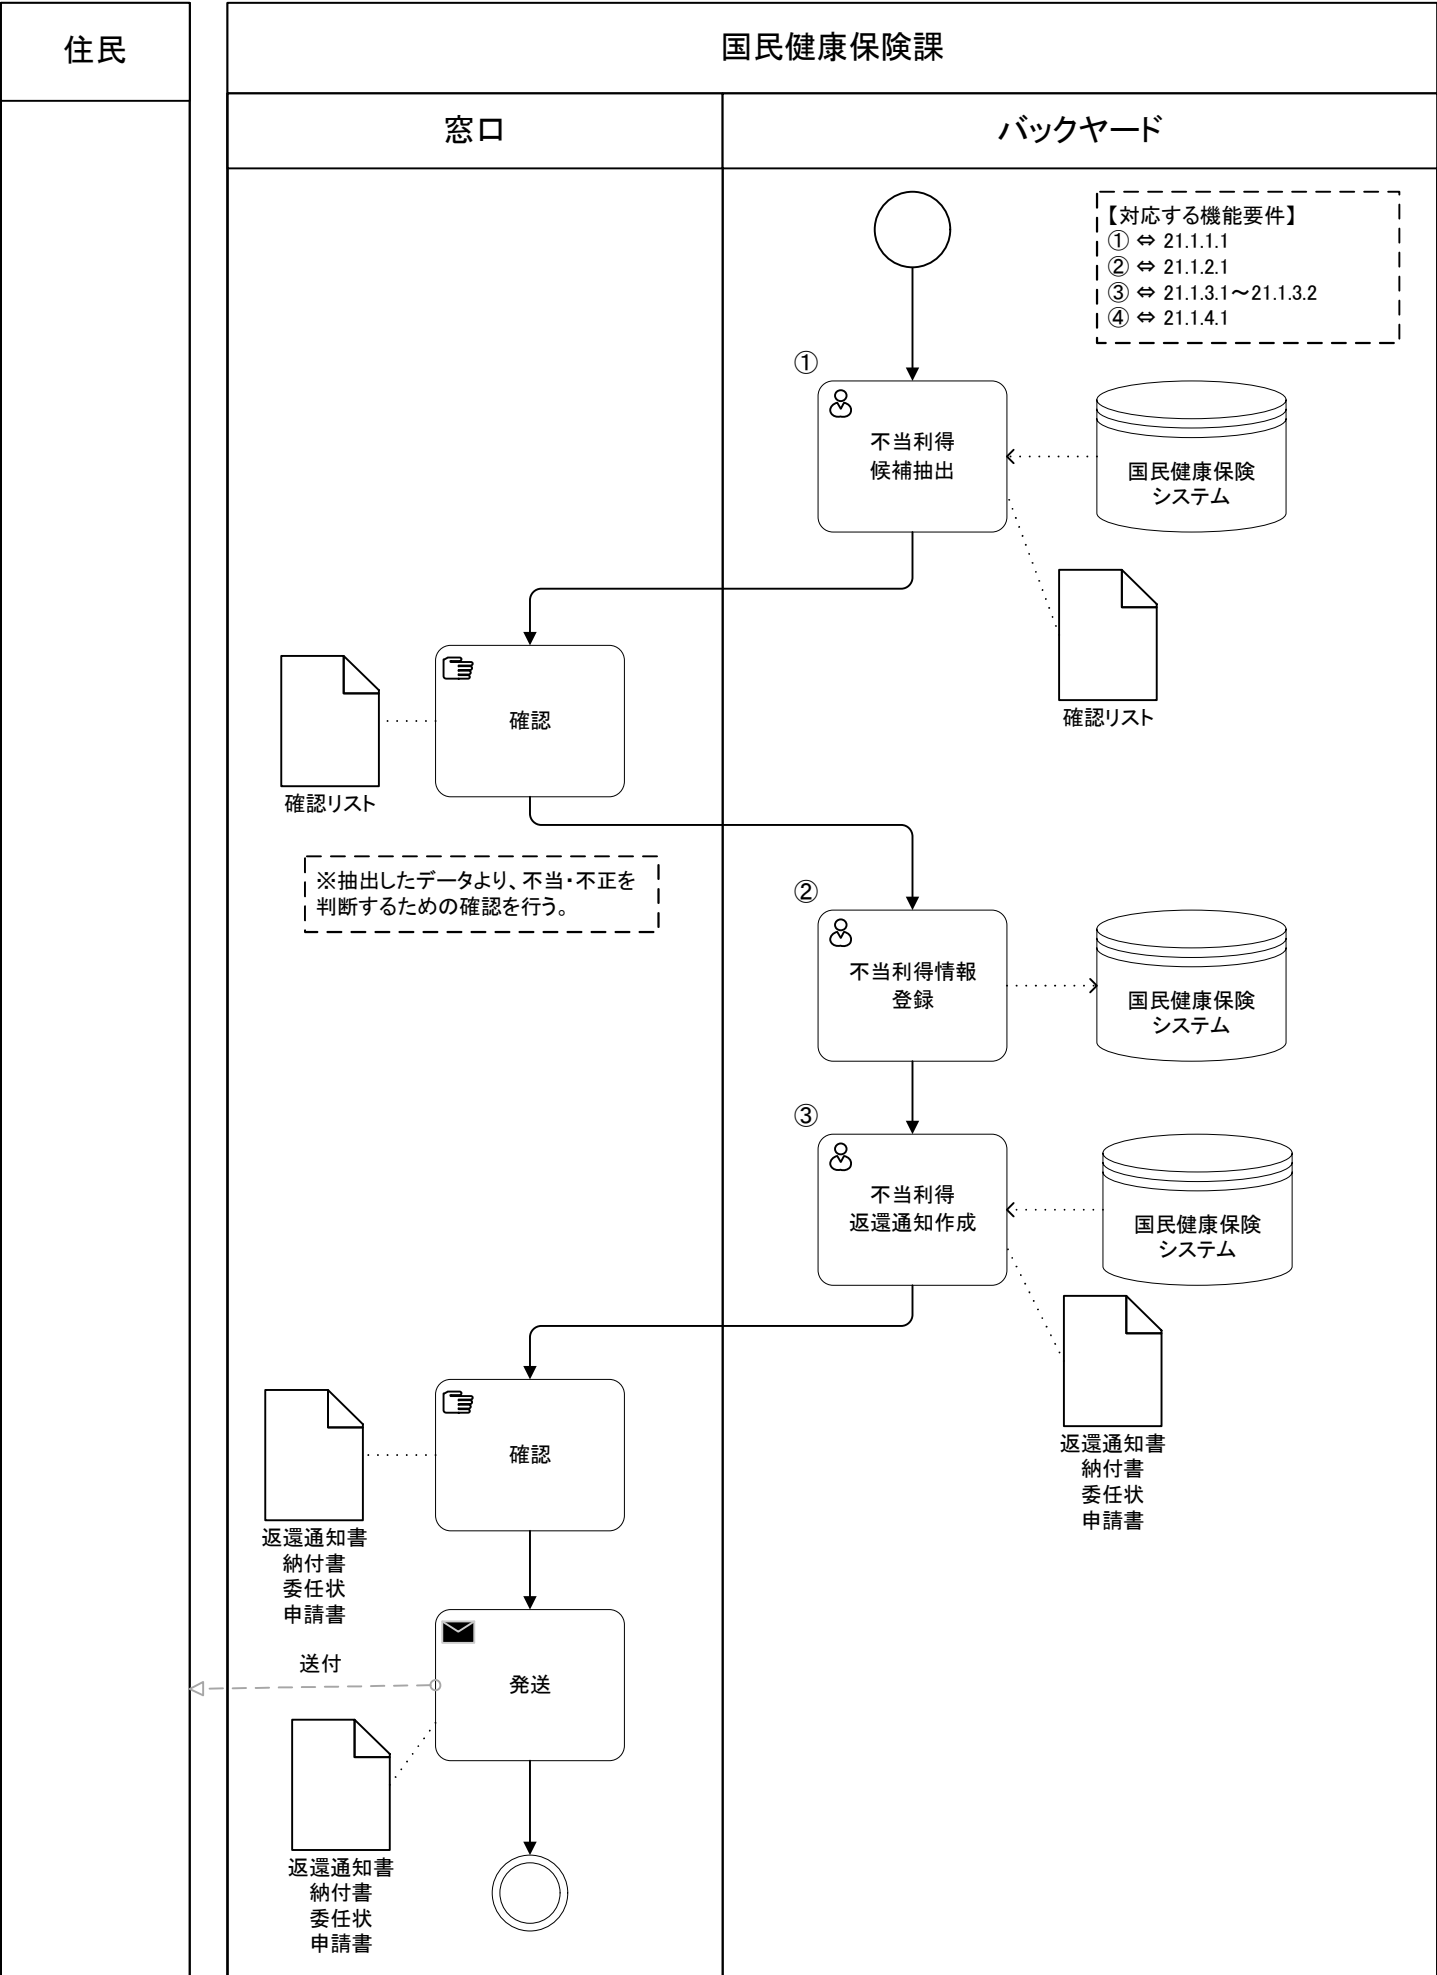 住民
国民健康保険課
窓口
バックヤード
【対応する機能要件】
① ⇔ 21.1.1.1
② ⇔ 21.1.2.1
③ ⇔ 21.1.3.1～21.1.3.2
④ ⇔ 21.1.4.1
①
不当利得
候補抽出
国民健康保険
システム
確認リスト
確認
確認リスト
※抽出したデータより、不当・不正を
判断するための確認を行う。
②
不当利得情報
登録
国民健康保険
システム
③
不当利得
返還通知作成
国民健康保険
システム
返還通知書
納付書
委任状
申請書
確認
返還通知書
納付書
委任状
申請書
送付
発送
返還通知書
納付書
委任状
申請書